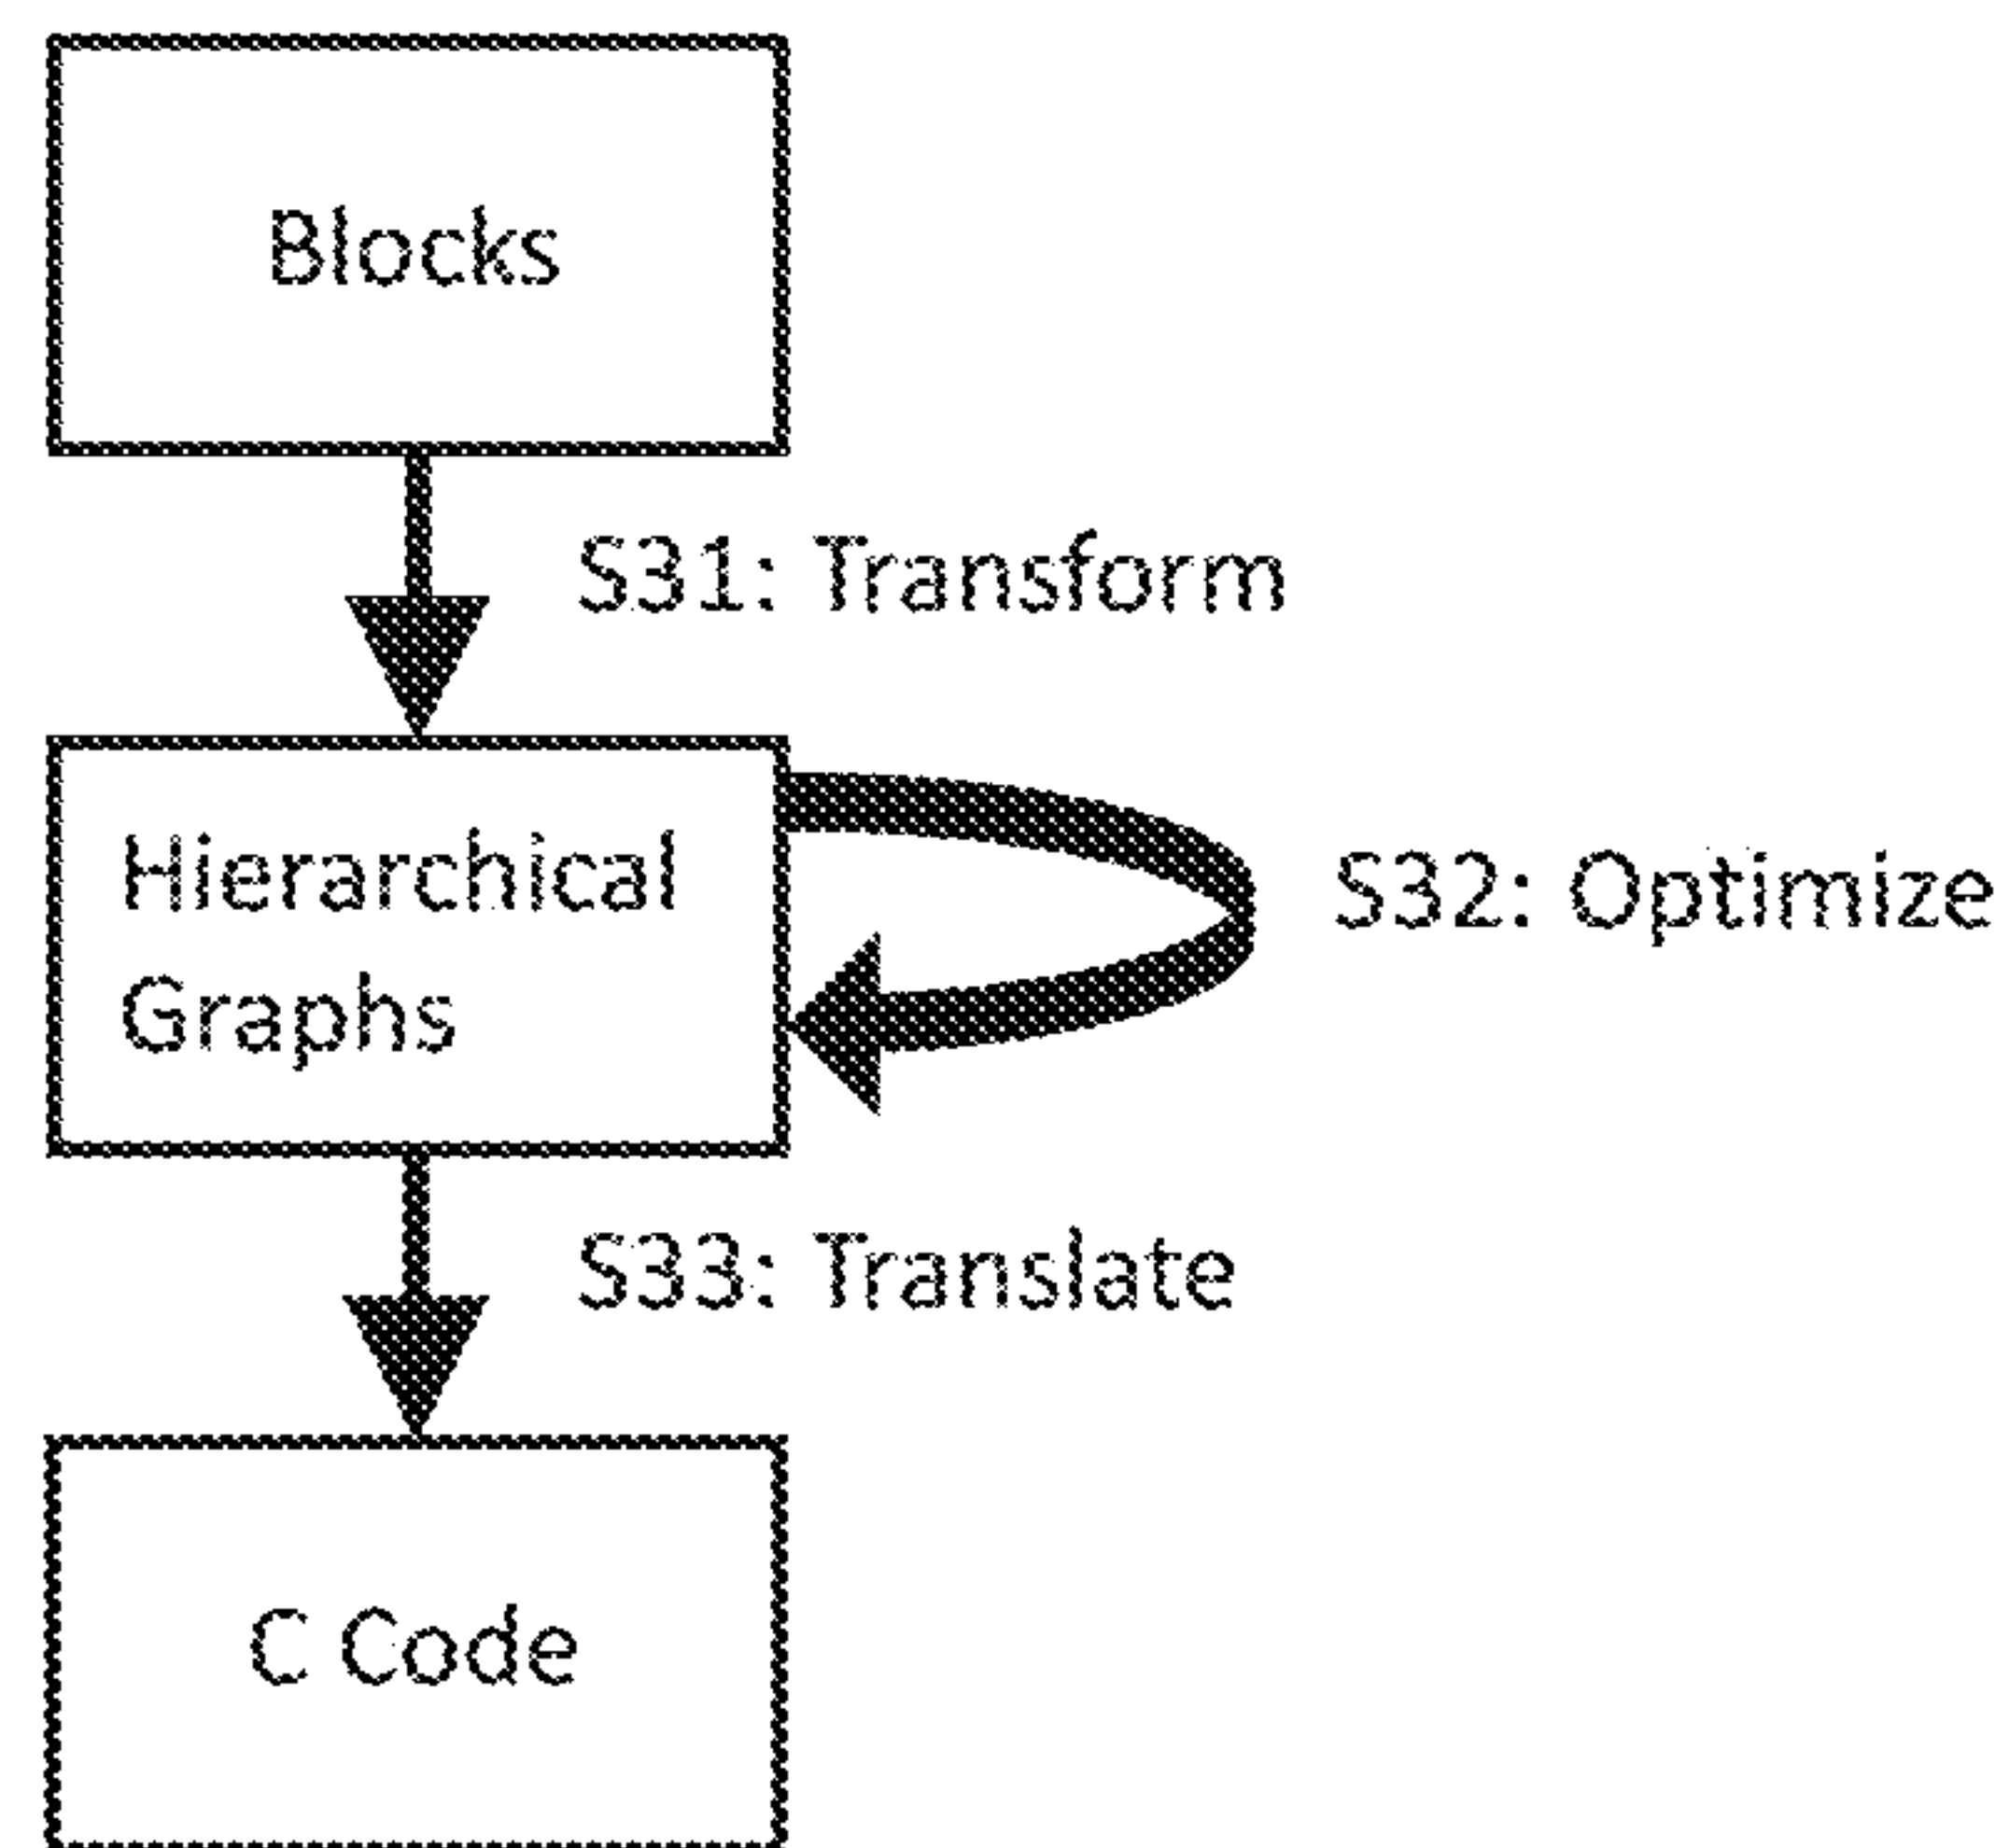 Blocks
S31: Transform
Hierarchical
Graphs
S32: Optimize
S33: Translate
C Code